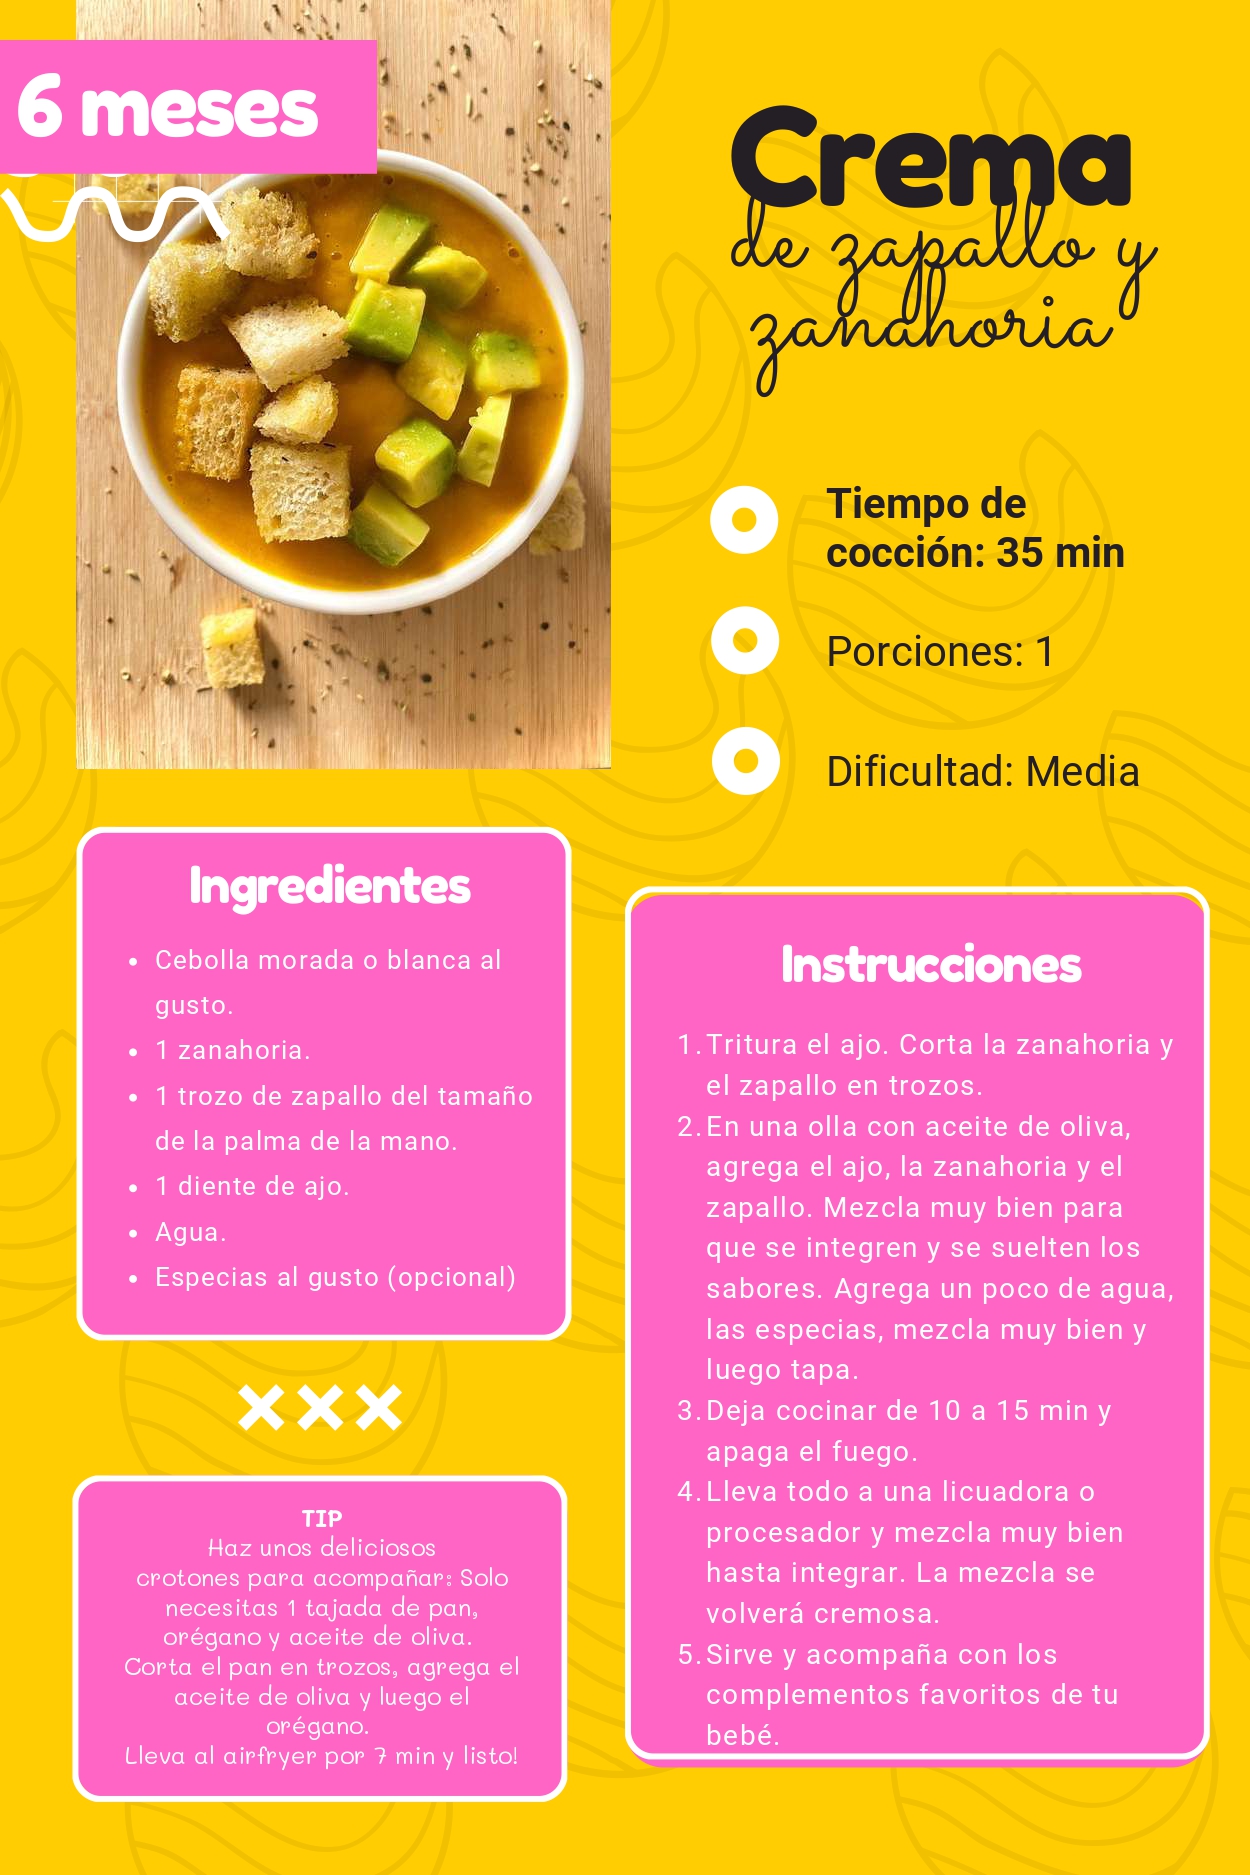 6 meses
Crema
de zapallo y
zanahoria
Tiempo de
cocción: 35 min
Porciones: 1
Dificultad: Media
Ingredientes
• Cebolla morada o blanca al
gusto.
• 1 zanahoria.
• 1 trozo de zapallo del tamaño
de la palma de la mano.
• 1 diente de ajo.
• Agua.
• Especias al gusto (opcional)
TIP
Haz unos deliciosos
crotones para acompañar: Solo
necesitas 1 tajada de pan,
orégano y aceite de oliva.
Corta el pan en trozos, agrega el
aceite de oliva y luego el
orégano.
Lleva al airfryer por 7 min y listo!
Instrucciones
1. Tritura el ajo. Corta la zanahoria y
el zapallo en trozos.
2. En una olla con aceite de oliva,
agrega el ajo, la zanahoria y el
zapallo. Mezcla muy bien para
que se integren y se suelten los
sabores. Agrega un poco de agua,
las especias, mezcla muy bien y
luego tapa.
3. Deja cocinar de 10 a 15 min y
apaga el fuego.
4. Lleva todo a una licuadora o
procesador y mezcla muy bien
hasta integrar. La mezcla se
volverá cremosa.
5. Sirve y acompaña con los
complementos favoritos de tu
bebé.